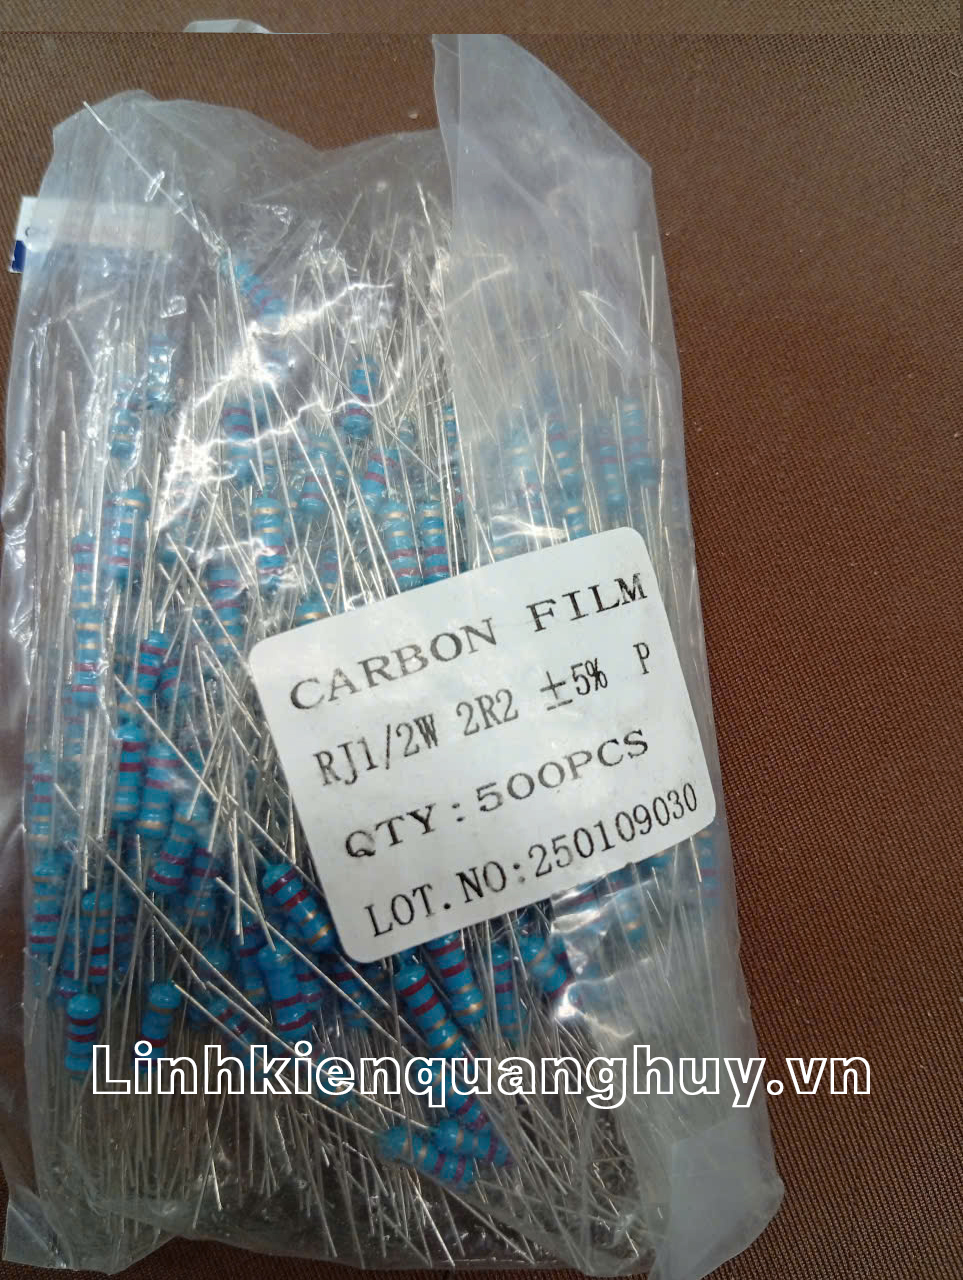 CARBON FILM
RJ1/2W 2R2 ±5% P
QTY:500PCS
LOT.NO:250109030
Linhkienquanghuy.vn